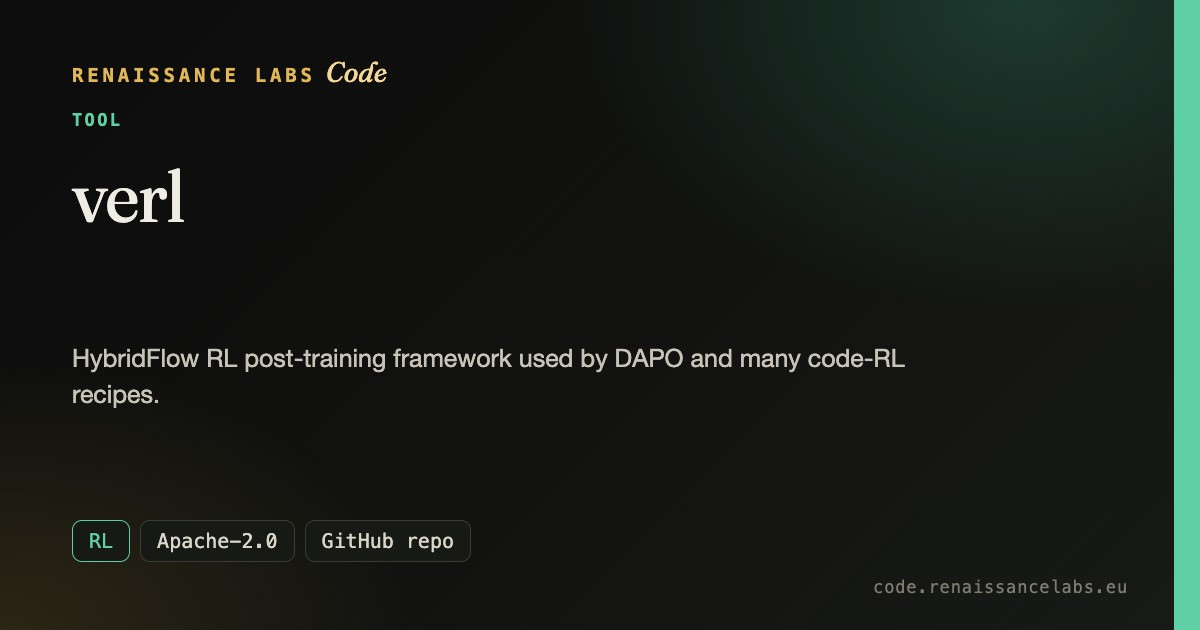 RENAISSANCE LABS Code
TOOL
verl
HybridFlow RL post-training framework used by DAPO and many code-RL
recipes.
RL
Apache-2.0
GitHub repo
code.renaissancelabs.eu